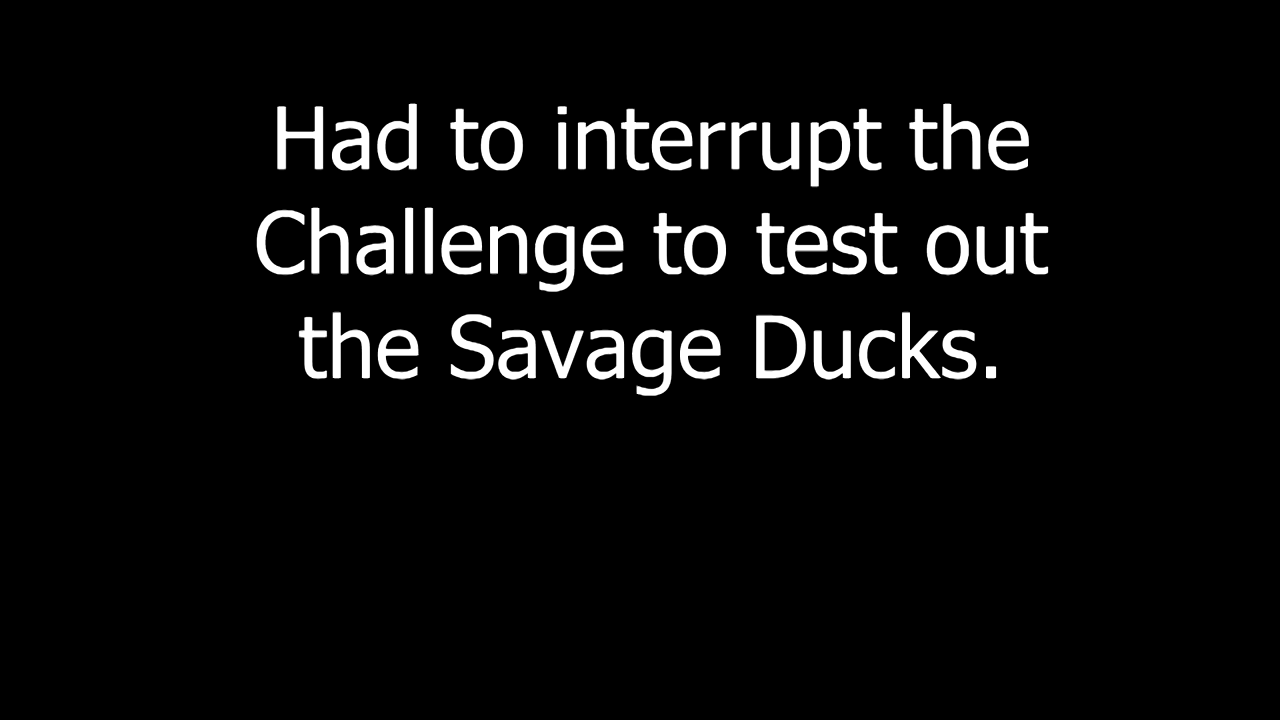 Had to interrupt the
Challenge to test out
the Savage Ducks.